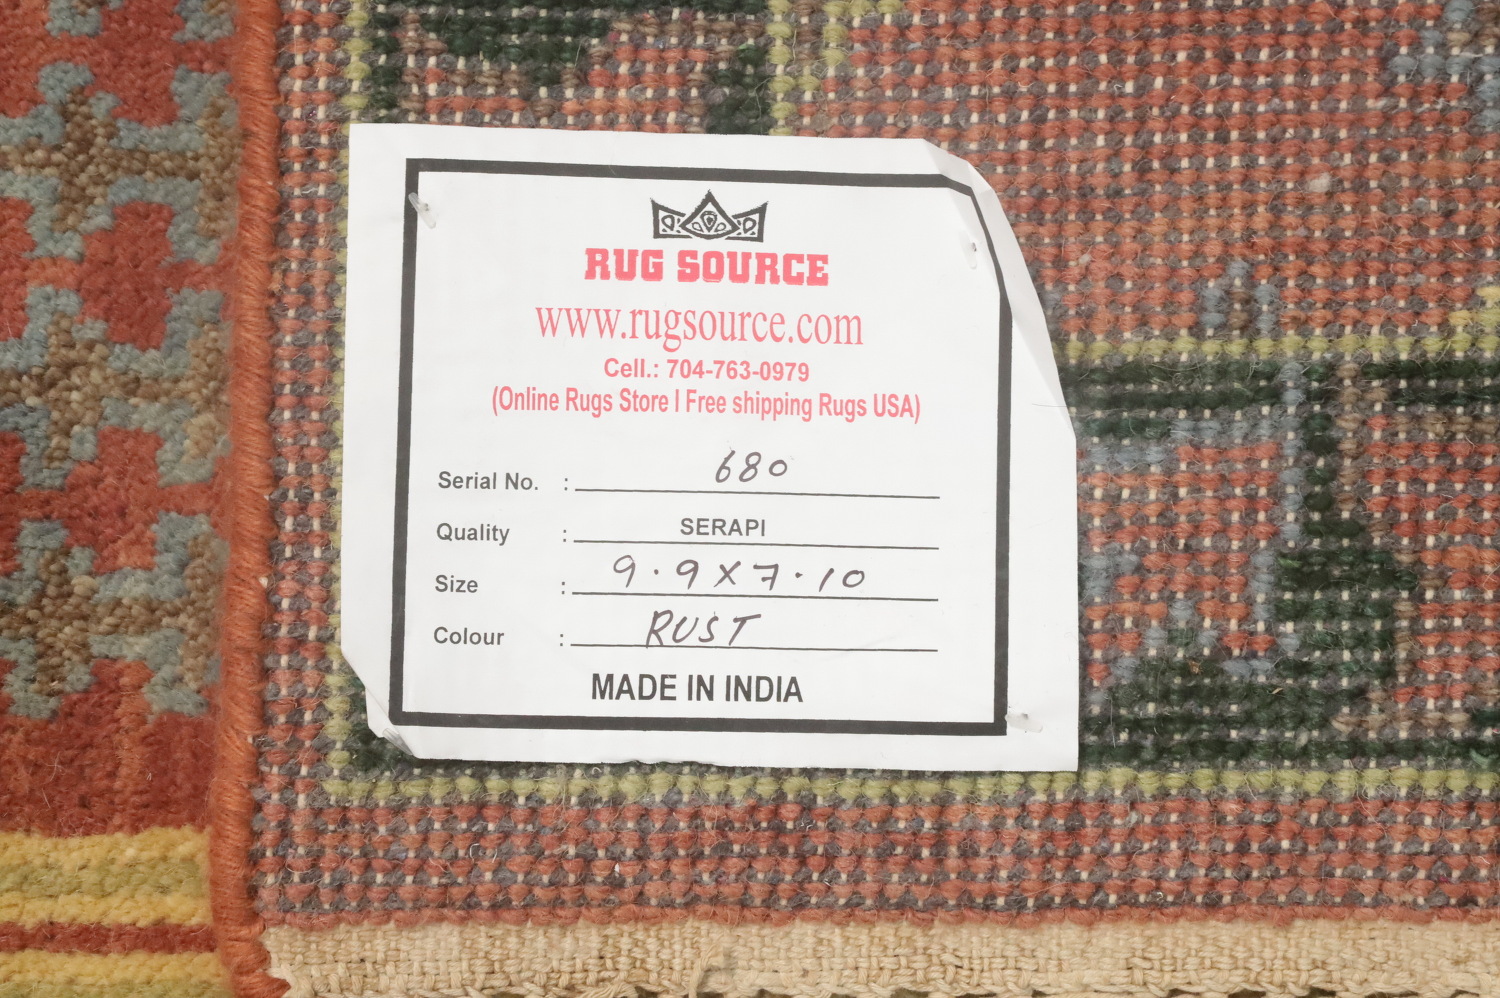 RUG SOURCE
www.rugsource.com
Cell.: 704-763-0979
(Online Rugs Store I Free shipping Rugs USA)
Serial No. : 680
Quality : SERAPI
Size : 9.9X7.10
Colour : RUST
MADE IN INDIA